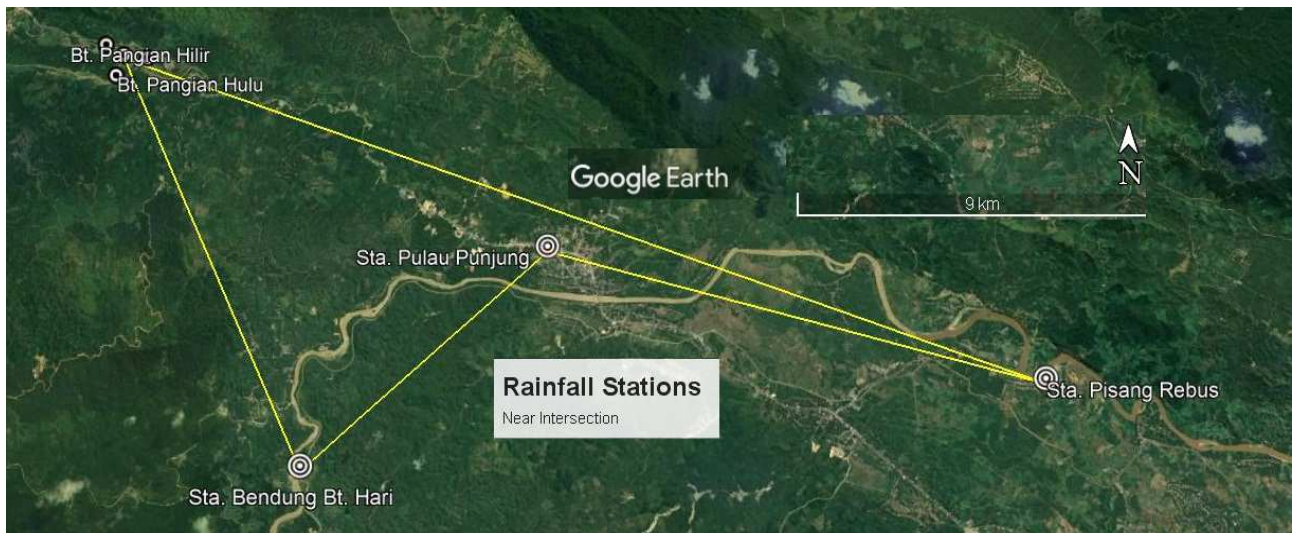 Bt. Pangian Hilir
Bt. Pangian Hulu
Google Earth
N
9 km
Sta. Pulau Punjung
Rainfall Stations
Near Intersection
Sta. Pisang Rebus
Sta. Bendung Bt. Hari